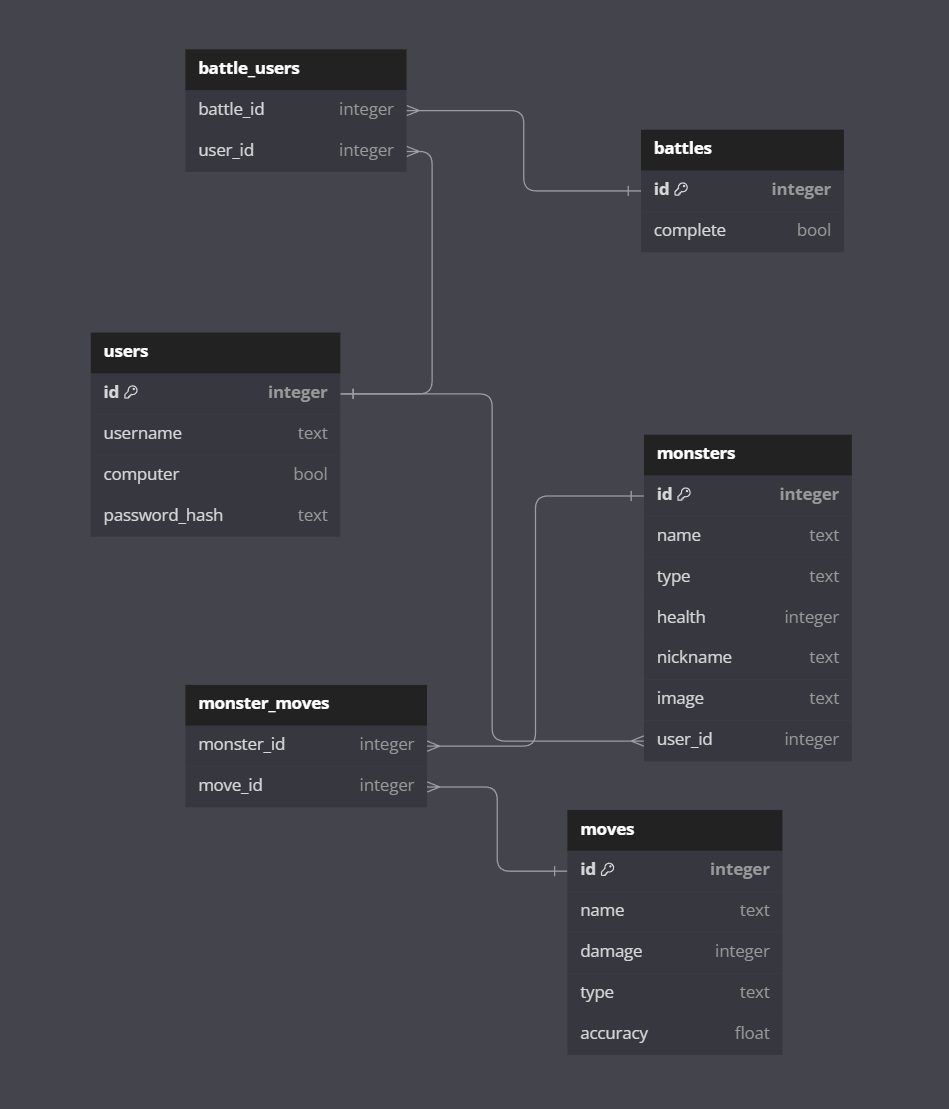 battle_users
battle_id integer
user_id integer
battles
id integer
complete bool
users
id integer
username text
computer bool
password_hash text
monsters
id integer
name text
type text
health integer
nickname text
image text
user_id integer
monster_moves
monster_id integer
move_id integer
moves
id integer
name text
damage integer
type text
accuracy float